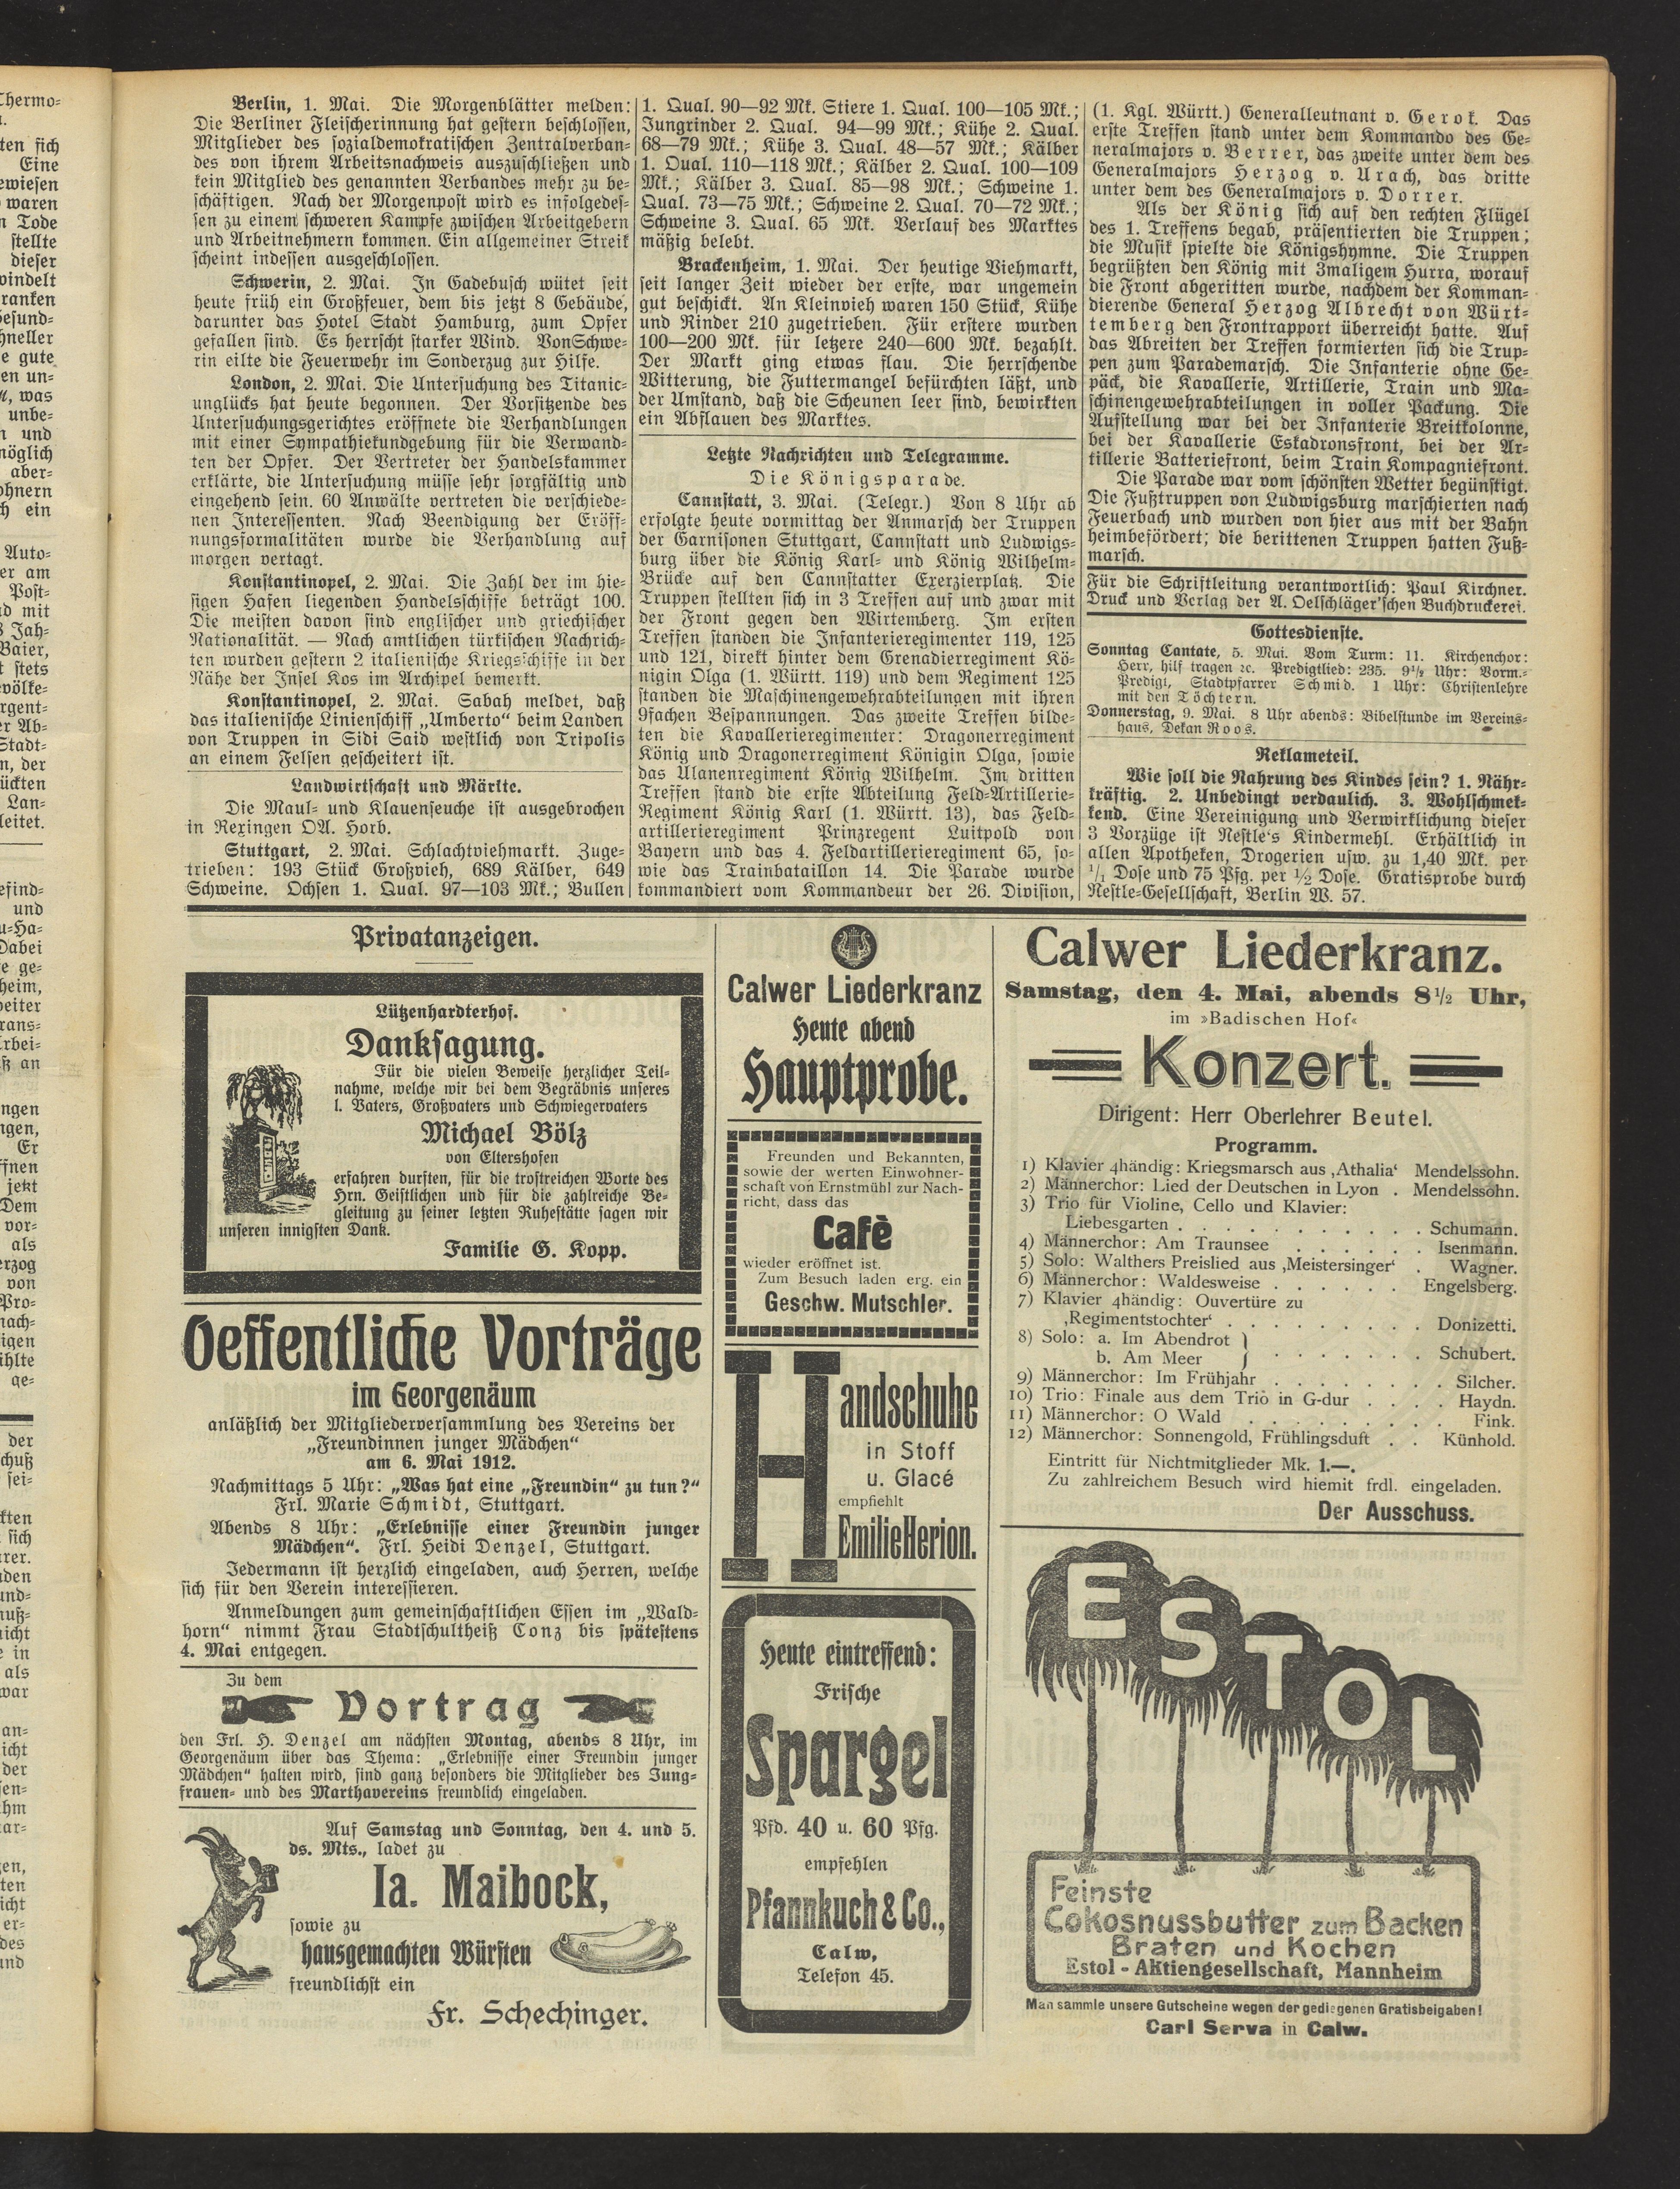 Berlin, 1. Mai. Die Morgenblätter melden:
Die Berliner Fleischerinnung hat gestern beschlossen,
Mitglieder des sozialdemokratischen Zentralverban-
des von ihrem Arbeitsnachweis auszuschließen und
kein Mitglied des genannten Verbandes mehr zu be-
schäftigen. Nach der Morgenpost wird es infolgedes-
sen zu einem schweren Kampfe zwischen Arbeitgebern
und Arbeitnehmern kommen. Ein allgemeiner Streik
scheint indessen ausgeschlossen.
Schwerin, 2. Mai. In Gadebusch wütet seit
heute früh ein Großfeuer, dem bis jetzt 8 Gebäude,
darunter das Hotel Stadt Hamburg, zum Opfer
gefallen sind. Es herrscht starker Wind. Von Schwe-
rin eilte die Feuerwehr im Sonderzug zur Hilfe.
London, 2. Mai. Die Untersuchung des Titanic-
unglücks hat heute begonnen. Der Vorsitzende des
Untersuchungsgerichtes eröffnete die Verhandlungen
mit einer Sympathiekundgebung für die Verwand-
ten der Opfer. Der Vertreter der Handelskammer
erklärte, die Untersuchung müsse sehr sorgfältig und
eingehend sein. 60 Anwälte vertreten die verschiede-
nen Interessenten. Nach Beendigung der Eröff-
nungsformalitäten wurde die Verhandlung auf
morgen vertagt.
Konstantinopel, 2. Mai. Die Zahl der im hie-
sigen Hafen liegenden Handelsschiffe beträgt 100.
Die meisten davon sind englischer und griechischer
Nationalität. — Nach amtlichen türkischen Nachrich-
ten wurden gestern 2 italienische Kriegsschiffe in der
Nähe der Insel Kos im Archipel bemerkt.
Konstantinopel, 2. Mai. Sabah meldet, daß
das italienische Linienschiff „Umberto“ beim Landen
von Truppen in Sidi Said westlich von Tripolis
an einem Felsen gescheitert ist.
Landwirtschaft und Märkte.
Die Maul- und Klauenseuche ist ausgebrochen
in Rexingen OA. Horb.
Stuttgart, 2. Mai. Schlachtviehmarkt. Zuge-
trieben: 193 Stück Großvieh, 689 Kälber, 649
Schweine. Ochsen 1. Qual. 97—103 Mk.; Bullen
1. Qual. 90—92 Mk. Stiere 1. Qual. 100—105 Mk.;
Jungrinder 2. Qual. 94—99 Mk.; Kühe 2. Qual.
68—79 Mk.; Kühe 3. Qual. 48—57 Mk.; Kälber
1. Qual. 110—118 Mk.; Kälber 2. Qual. 100—109
Mk.; Kälber 3. Qual. 85—98 Mk.; Schweine 1.
Qual. 73—75 Mk.; Schweine 2. Qual. 70—72 Mk.;
Schweine 3. Qual. 65 Mk. Verlauf des Marktes
mäßig belebt.
Brackenheim, 1. Mai. Der heutige Viehmarkt,
seit langer Zeit wieder der erste, war ungemein
gut beschickt. An Kleinvieh waren 150 Stück, Kühe
und Rinder 210 zugetrieben. Für erstere wurden
100—200 Mk. für letzere 240—600 Mk. bezahlt.
Der Markt ging etwas flau. Die herrschende
Witterung, die Futtermangel befürchten läßt, und
der Umstand, daß die Scheunen leer sind, bewirkten
ein Abflauen des Marktes.
Letzte Nachrichten und Telegramme.
Die Königsparade.
Cannstatt, 3. Mai. (Telegr.) Von 8 Uhr ab
erfolgte heute vormittag der Anmarsch der Truppen
der Garnisonen Stuttgart, Cannstatt und Ludwigs-
burg über die König Karl- und König Wilhelm-
Brücke auf den Cannstatter Exerzierplatz. Die
Truppen stellten sich in 3 Treffen auf und zwar mit
der Front gegen den Wirtemberg. Im ersten
Treffen standen die Infanterieregimenter 119, 125
und 121, direkt hinter dem Grenadierregiment Kö-
nigin Olga (1. Württ. 119) und dem Regiment 125
standen die Maschinengewehrabteilungen mit ihren
9fachen Bespannungen. Das zweite Treffen bilde-
ten die Kavallerieregimenter: Dragonerregiment
König und Dragonerregiment Königin Olga, sowie
das Ulanenregiment König Wilhelm. Im dritten
Treffen stand die erste Abteilung Feld-Artillerie-
Regiment König Karl (1. Württ. 13), das Feld-
artillerieregiment Prinzregent Luitpold von
Bayern und das 4. Feldartillerieregiment 65, so-
wie das Trainbataillon 14. Die Parade wurde
kommandiert vom Kommandeur der 26. Division,
(1. Kgl. Württ.) Generalleutnant v. Gerok. Das
erste Treffen stand unter dem Kommando des Ge-
neralmajors v. Berrer, das zweite unter dem des
Generalmajors Herzog v. Urach, das dritte
unter dem des Generalmajors v. Dorrer.
Als der König sich auf den rechten Flügel
des 1. Treffens begab, präsentierten die Truppen;
die Musik spielte die Königshymne. Die Truppen
begrüßten den König mit 3maligem Hurra, worauf
die Front abgeritten wurde, nachdem der Komman-
dierende General Herzog Albrecht von Würt-
temberg den Frontrapport überreicht hatte. Auf
das Abreiten der Treffen formierten sich die Trup-
pen zum Parademarsch. Die Infanterie ohne Ge-
päck, die Kavallerie, Artillerie, Train und Ma-
schinengewehrabteilungen in voller Packung. Die
Aufstellung war bei der Infanterie Breitkolonne,
bei der Kavallerie Eskadronsfront, bei der Ar-
tillerie Batteriefront, beim Train Kompagniefront.
Die Parade war vom schönsten Wetter begünstigt.
Die Fußtruppen von Ludwigsburg marschierten nach
Feuerbach und wurden von hier aus mit der Bahn
heimbefördert; die berittenen Truppen hatten Fuß-
marsch.
Für die Schriftleitung verantwortlich: Paul Kirchner.
Druck und Verlag der A. Oelschläger'schen Buchdruckerei.
Gottesdienste.
Sonntag Cantate, 5. Mai. Vom Turm: 11. Kirchenchor:
Herr, hilf tragen ꝛc. Predigtlied: 235. 9½ Uhr: Vorm.-
Predigt, Stadtpfarrer Schmid. 1 Uhr: Christenlehre
mit den Töchtern.
Donnerstag, 9. Mai. 8 Uhr abends: Bibelstunde im Vereins-
haus, Dekan Roos.
Reklameteil.
Wie soll die Nahrung des Kindes sein? 1. Nähr-
kräftig. 2. Unbedingt verdaulich. 3. Wohlschmek-
kend. Eine Vereinigung und Verwirklichung dieser
3 Vorzüge ist Nestle's Kindermehl. Erhältlich in
allen Apotheken, Drogerien usw. zu 1,40 Mk. per
1/1 Dose und 75 Pfg. per ½ Dose. Gratisprobe durch
Nestle-Gesellschaft, Berlin W. 57.
Privatanzeigen.
Lützenhardterhof.
Danksagung.
Für die vielen Beweise herzlicher Teil-
nahme, welche wir bei dem Begräbnis unseres
l. Vaters, Großvaters und Schwiegervaters
Michael Bölz
von Eltershofen
erfahren durften, für die trostreichen Worte des
Hrn. Geistlichen und für die zahlreiche Be-
gleitung zu seiner letzten Ruhestätte sagen wir
unseren innigsten Dank.
Familie G. Kopp.
Oeffentliche Vorträge
im Georgenäum
anläßlich der Mitgliederversammlung des Vereins der
„Freundinnen junger Mädchen“
am 6. Mai 1912.
Nachmittags 5 Uhr: „Was hat eine „Freundin“ zu tun?“
Frl. Marie Schmidt, Stuttgart.
Abends 8 Uhr: „Erlebnisse einer Freundin junger
Mädchen“. Frl. Heidi Denzel, Stuttgart.
Jedermann ist herzlich eingeladen, auch Herren, welche
sich für den Verein interessieren.
Anmeldungen zum gemeinschaftlichen Essen im „Wald-
horn“ nimmt Frau Stadtschultheiß Conz bis spätestens
4. Mai entgegen.
Zu dem
Vortrag
den Frl. H. Denzel am nächsten Montag, abends 8 Uhr, im
Georgenäum über das Thema: „Erlebnisse einer Freundin junger
Mädchen“ halten wird, sind ganz besonders die Mitglieder des Jung-
frauen- und des Marthavereins freundlich eingeladen.
Auf Samstag und Sonntag, den 4. und 5.
ds. Mts., ladet zu
Ia. Maibock,
sowie zu
hausgemachten Würsten
freundlichst ein
Fr. Schechinger.
Calwer Liederkranz
Heute abend
Hauptprobe.
Freunden und Bekannten,
sowie der werten Einwohner-
schaft von Ernstmühl zur Nach-
richt, dass das
Cafè
wieder eröffnet ist.
Zum Besuch laden erg. ein
Geschw. Mutschler.
Handschuhe
in Stoff
u. Glacé
empfiehlt
Emilie Herion.
Heute eintreffend:
Frische
Spargel
Pfd. 40 u. 60 Pfg.
empfehlen
Pfannkuch & Co.,
Calw,
Telefon 45.
Calwer Liederkranz.
Samstag, den 4. Mai, abends 8½ Uhr,
im »Badischen Hof«
Konzert.
Dirigent: Herr Oberlehrer Beutel.
Programm.
1) Klavier 4händig: Kriegsmarsch aus ‚Athalia‘ Mendelssohn.
2) Männerchor: Lied der Deutschen in Lyon . Mendelssohn.
3) Trio für Violine, Cello und Klavier:
Liebesgarten . . . . . . . . . . . Schumann.
4) Männerchor: Am Traunsee . . . . . . Isenmann.
5) Solo: Walthers Preislied aus ‚Meistersinger‘ . Wagner.
6) Männerchor: Waldesweise . . . . . . Engelsberg.
7) Klavier 4händig: Ouvertüre zu
‚Regimentstochter‘ . . . . . . . . . Donizetti.
8) Solo: a. Im Abendrot }
b. Am Meer } . . . . . . . Schubert.
9) Männerchor: Im Frühjahr . . . . . . . . Silcher.
10) Trio: Finale aus dem Trio in G-dur . . . . Haydn.
11) Männerchor: O Wald . . . . . . . . . Fink.
12) Männerchor: Sonnengold, Frühlingsduft . . Künhold.
Eintritt für Nichtmitglieder Mk. 1.—.
Zu zahlreichem Besuch wird hiemit frdl. eingeladen.
Der Ausschuss.
ESTOL
Feinste
Cokosnussbutter zum Backen
Braten und Kochen
Estol-Aktiengesellschaft, Mannheim
Man sammle unsere Gutscheine wegen der gediegenen Gratisbeigaben!
Carl Serva in Calw.